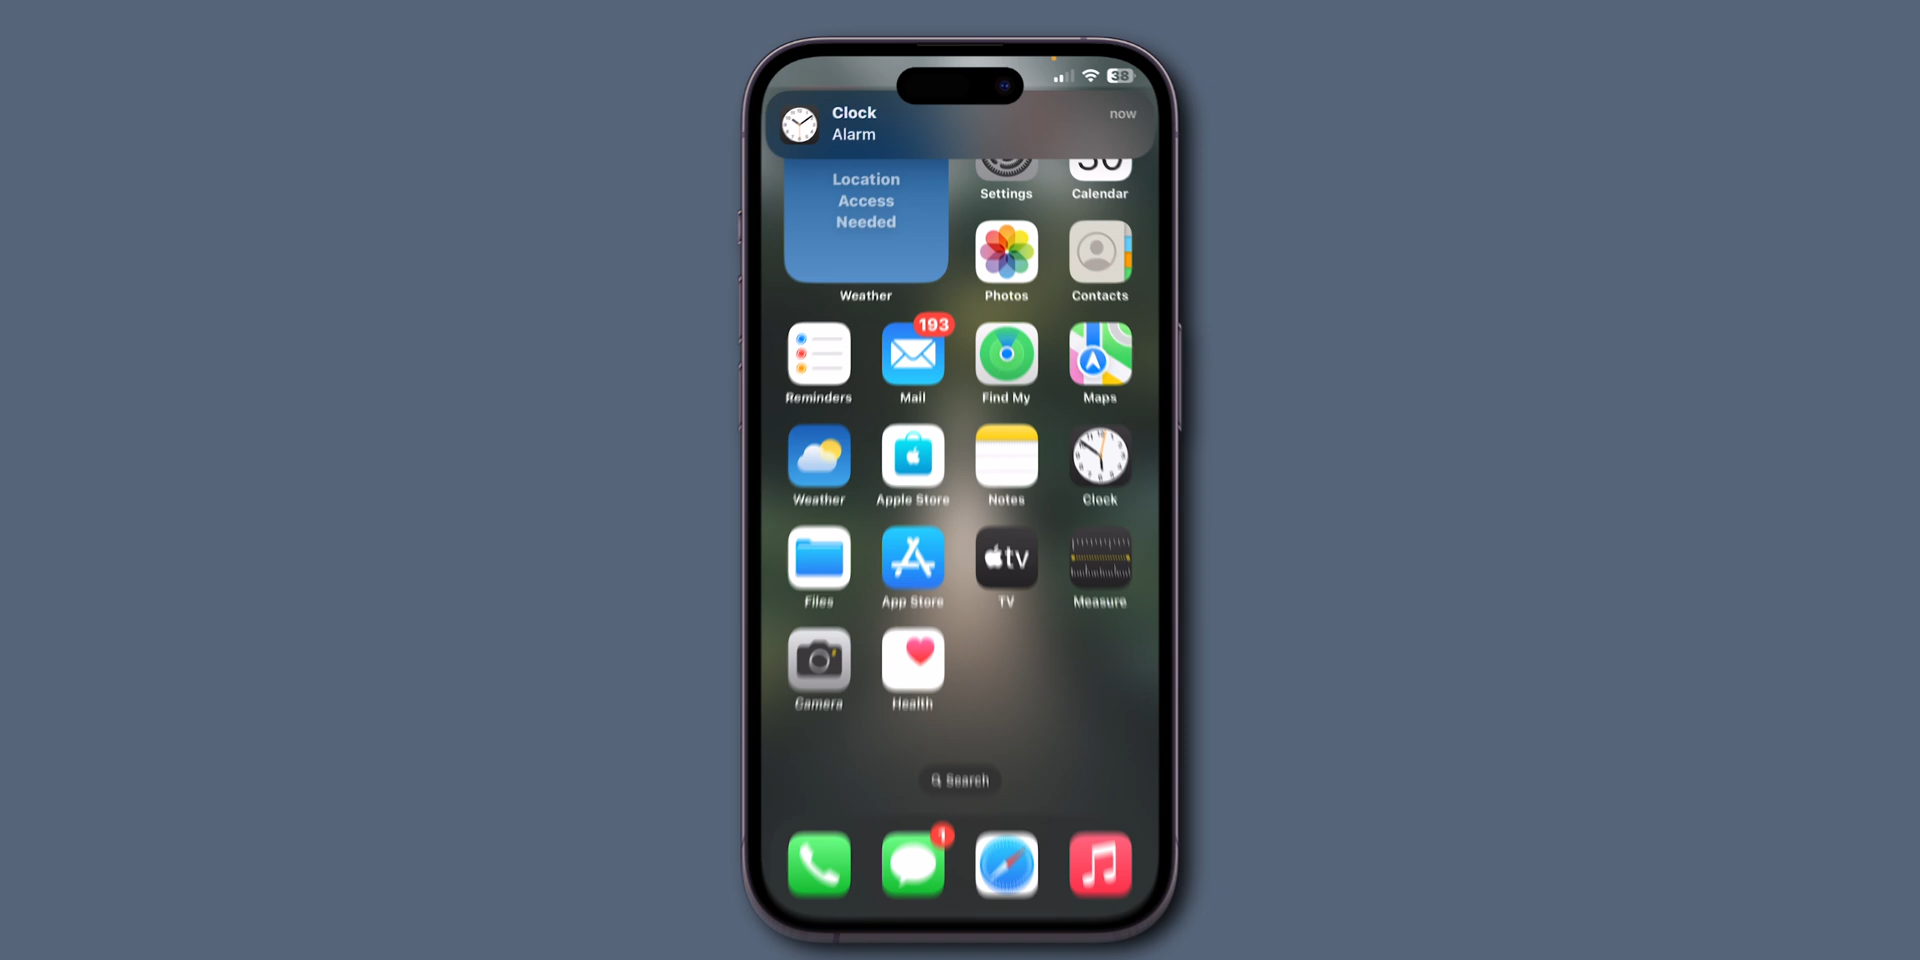 38
Clock
now
Alarm
Location
Access
Needed
Settings
Calendar
Weather
Photos
Contacts
193
Reminders
Mail
Find My
Maps
Weather
Apple Store
Notes
Clock
tv
Files
App Store
TV
Measure
Camera
Health
Search